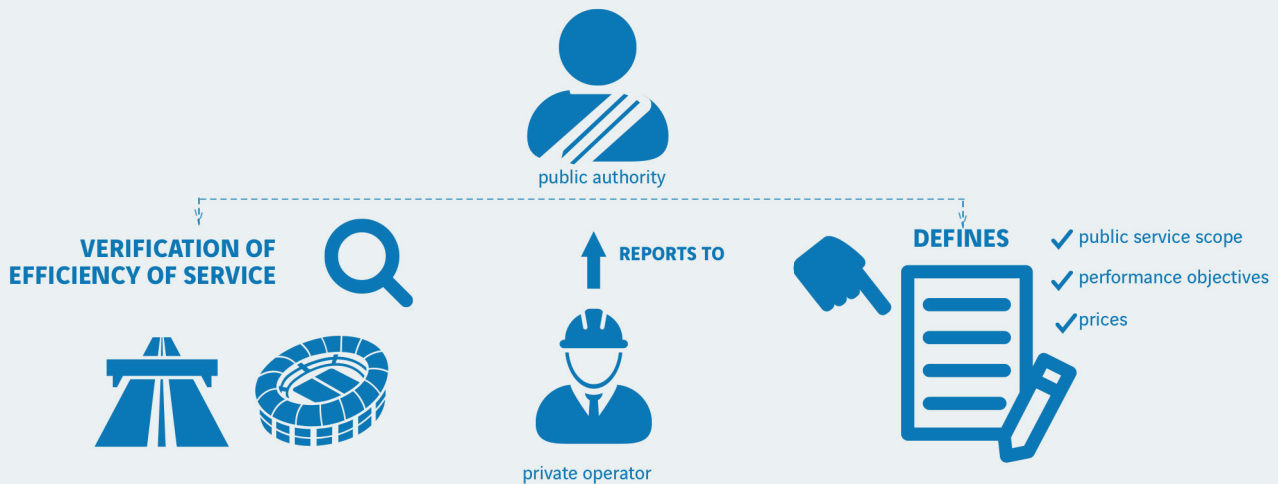 public authority
VERIFICATION OF
EFFICIENCY OF SERVICE
REPORTS TO
private operator
DEFINES
public service scope
performance objectives
prices